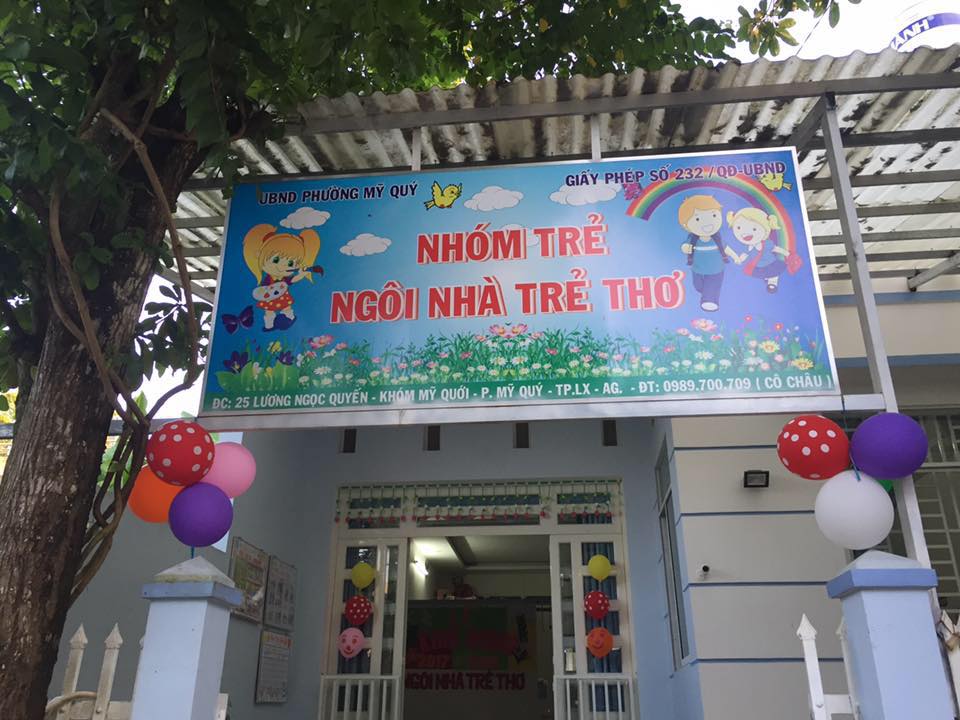 ÁNH
UBND PHƯỜNG MỸ QUÝ
GIẤY PHÉP SỐ 232/QĐ-UBND
NHÓM TRẺ
NGÔI NHÀ TRẺ THƠ
ĐC: 25 LƯƠNG NGỌC QUYẾN - KHÓM MỸ QUỚI - P. MỸ QUÝ - TP.LX - AG. - ĐT: 0989.700.709 ( CÔ CHÂU )
NGÔI NHÀ TRẺ THƠ